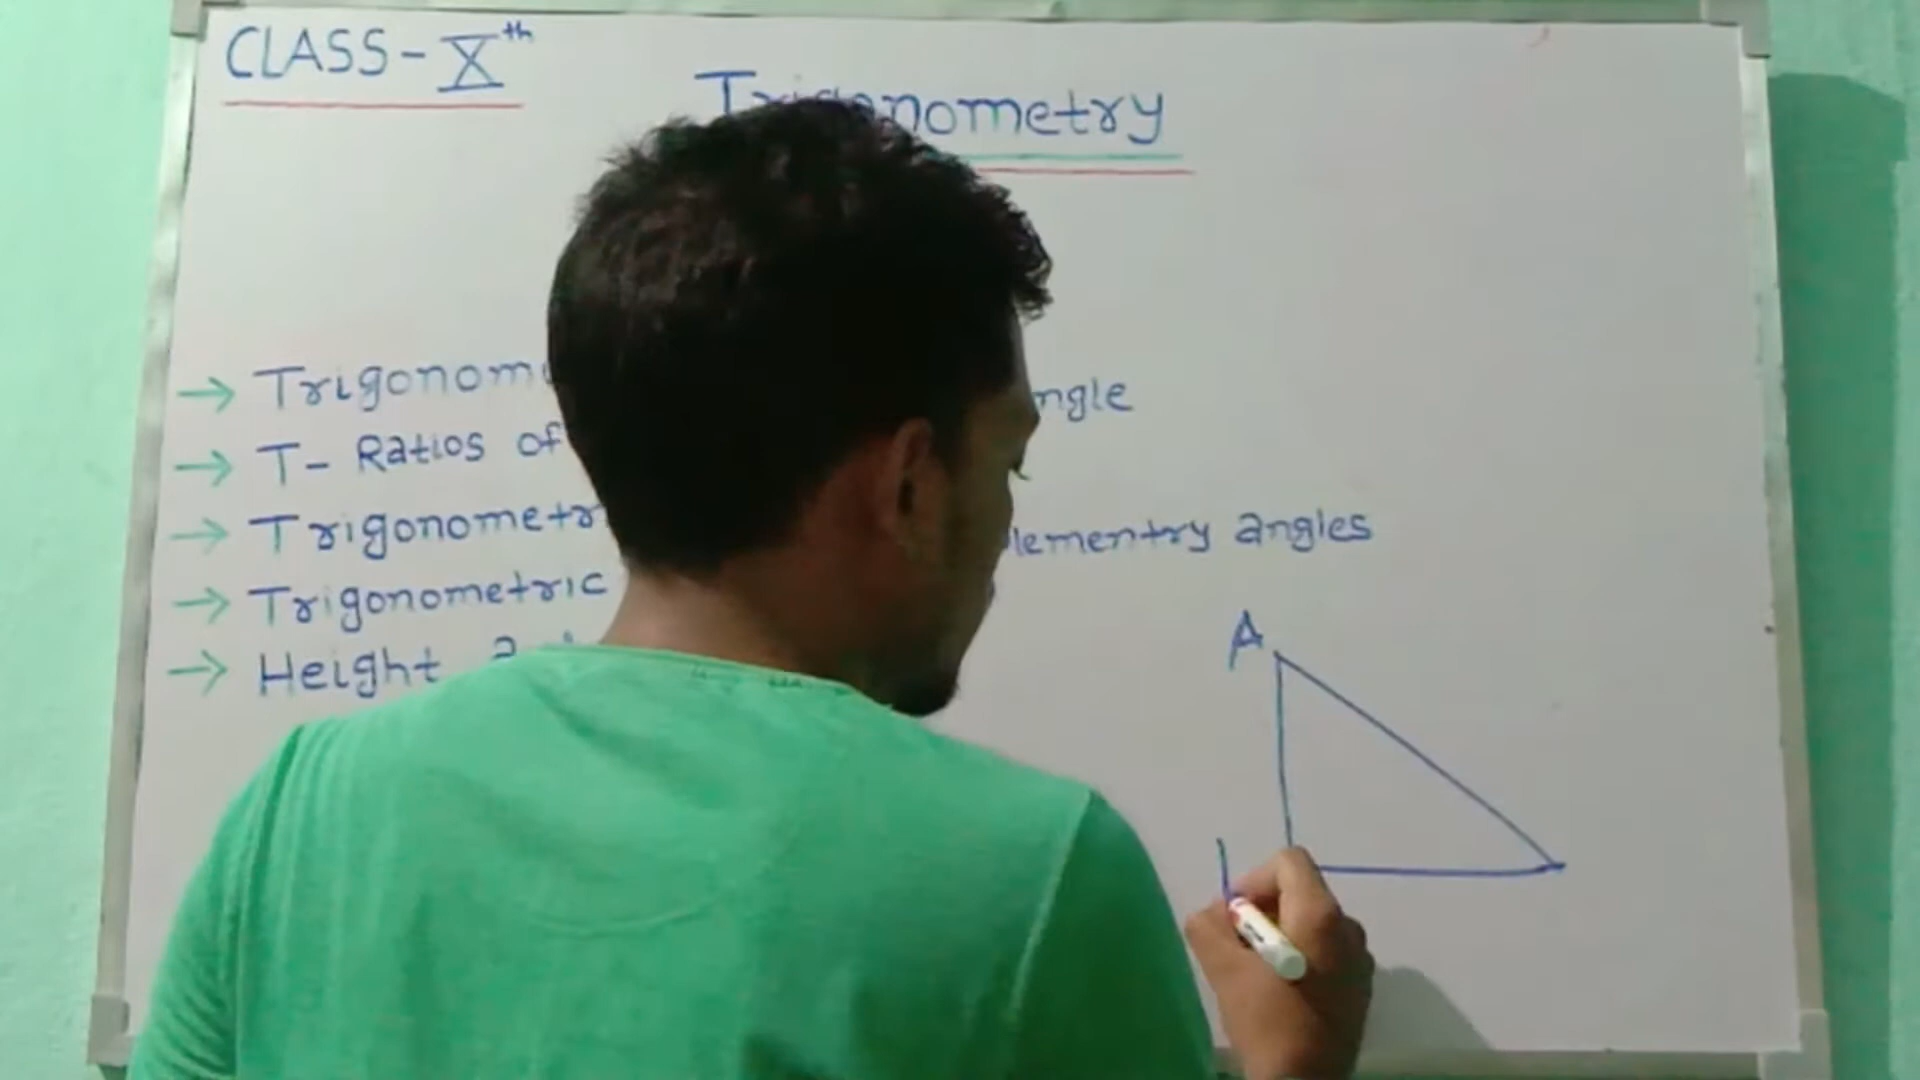 CLASS - Xth
Trigonometry
→ Trigonom ngle
→ T- Ratios of
→ Trigonometr lementry angles
→ Trigonometric
→ Height
A